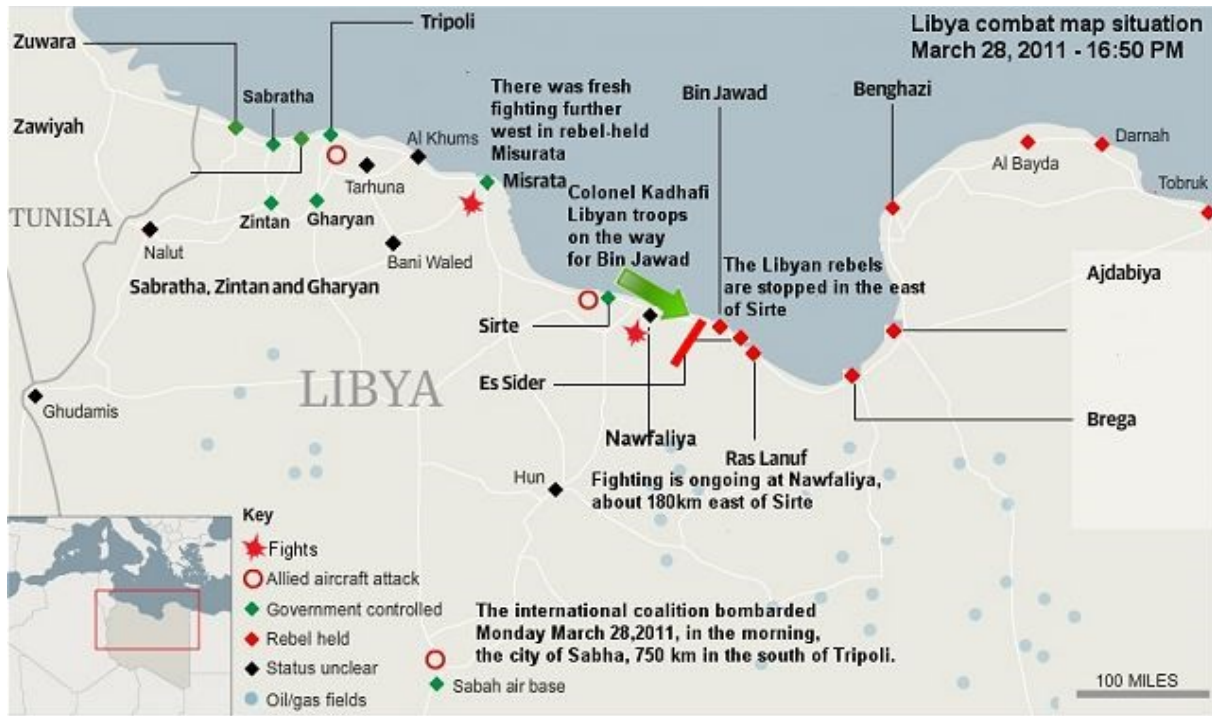 Libya combat map situation
March 28, 2011 - 16:50 PM
Zuwara
Tripoli
Sabratha
Zawiyah
There was fresh
fighting further
west in rebel-held
Misurata
Bin Jawad
Benghazi
Al Khums
Darnah
Al Bayda
Tarhuna
Misrata
Tobruk
TUNISIA
Zintan
Gharyan
Colonel Kadhafi
Libyan troops
on the way
for Bin Jawad
Nalut
Bani Waled
The Libyan rebels
are stopped in the east
of Sirte
Ajdabiya
Sabratha, Zintan and Gharyan
Sirte
LIBYA
Es Sider
Ghudamis
Brega
Nawfaliya
Ras Lanuf
Hun
Fighting is ongoing at Nawfaliya,
about 180km east of Sirte
Key
Fights
Allied aircraft attack
Government controlled
Rebel held
Status unclear
Oil/gas fields
The international coalition bombarded
Monday March 28,2011, in the morning,
the city of Sabha, 750 km in the south of Tripoli.
Sabah air base
100 MILES